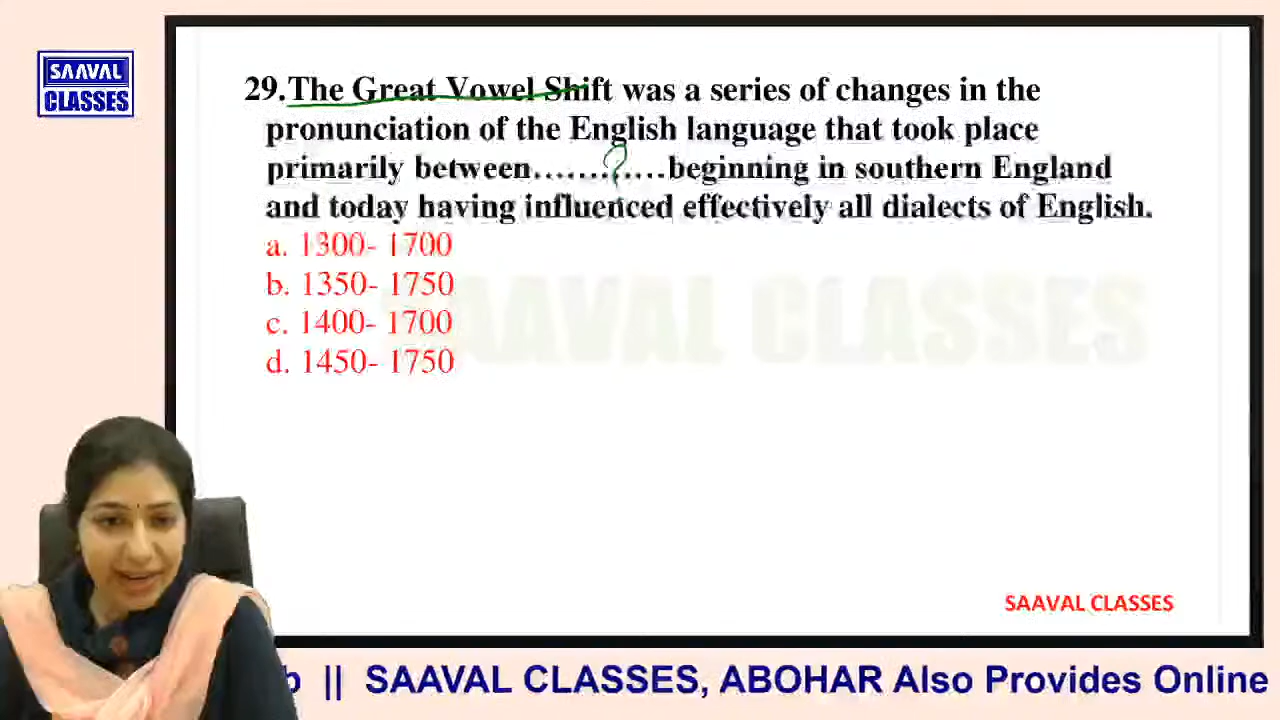 SAAVAL
CLASSES
29.The Great Vowel Shift was a series of changes in the
pronunciation of the English language that took place
primarily between............beginning in southern England
and today having influenced effectively all dialects of English.
a. 1300- 1700
b. 1350- 1750
c. 1400- 1700
d. 1450- 1750
?
SAAVAL CLASSES
SAAVAL CLASSES
b || SAAVAL CLASSES, ABOHAR Also Provides Online